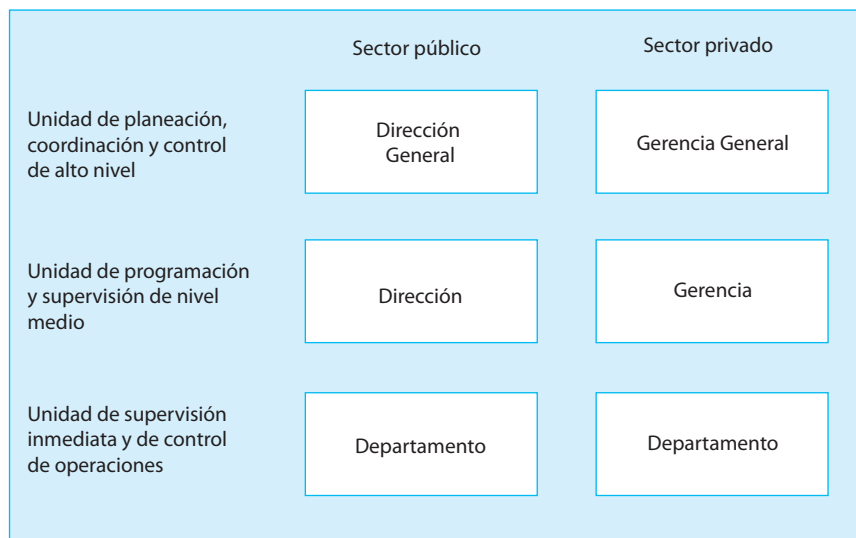 Sector público
Sector privado
Unidad de planeación,
coordinación y control
de alto nivel
Dirección
General
Gerencia General
Unidad de programación
y supervisión de nivel
medio
Dirección
Gerencia
Unidad de supervisión
inmediata y de control
de operaciones
Departamento
Departamento